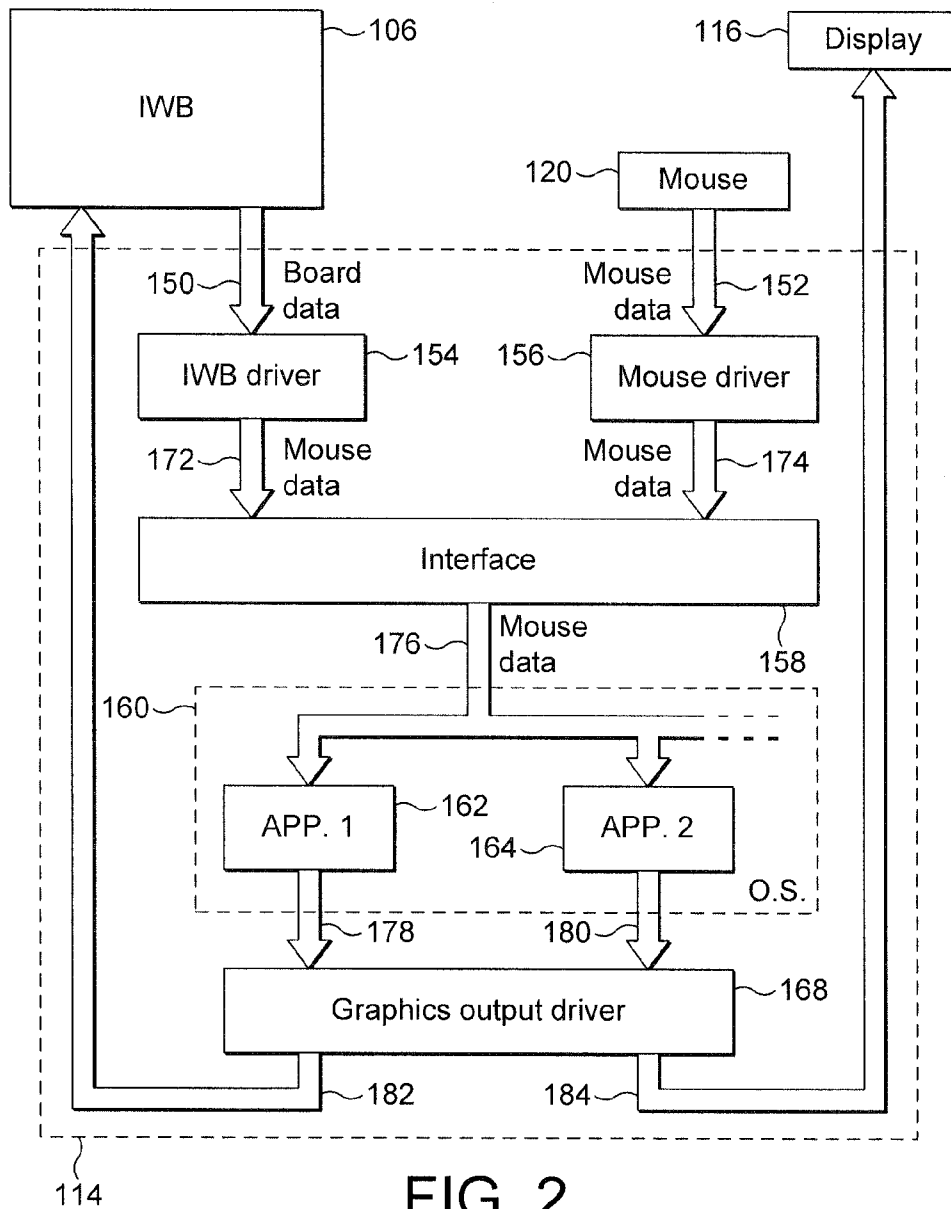 106
116
Display
IWB
120
Mouse
150
Board
data
Mouse
data
152
IWB driver
154
156
Mouse driver
172
Mouse
data
Mouse
data
174
Interface
176
Mouse
data
158
160
APP. 1
162
164
APP. 2
O.S.
178
180
Graphics output driver
168
182
184
114
FIG. 2